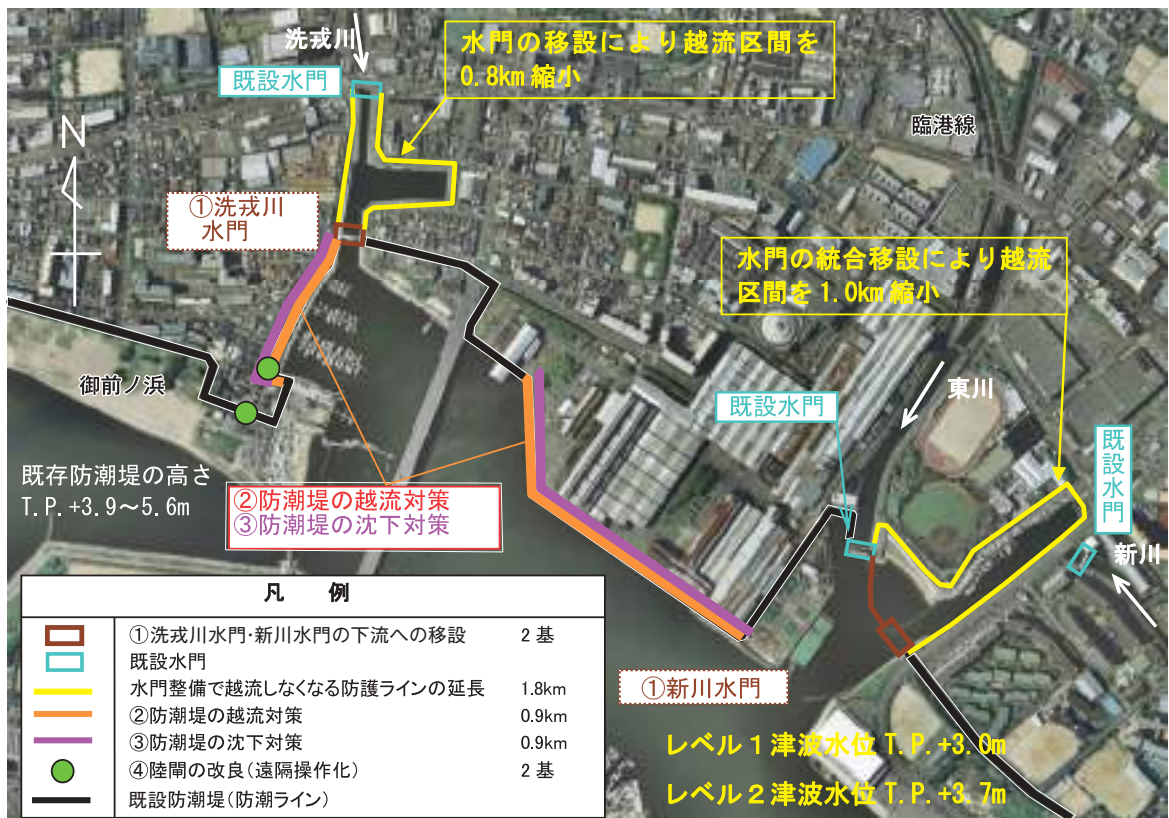 洗戎川
水門の移設により越流区間を
0.8km 縮小
既設水門
臨港線
N
①洗戎川
水門
水門の統合移設により越流
区間を1.0km 縮小
御前ノ浜
東川
既設水門
既設水門
新川
既存防潮堤の高さ
T.P.+3.9～5.6m
②防潮堤の越流対策
③防潮堤の沈下対策
①新川水門
レベル１津波水位 T.P.+3.0m
レベル２津波水位 T.P.+3.7m
凡 例
①洗戎川水門･新川水門の下流への移設 2 基
既設水門
水門整備で越流しなくなる防護ラインの延長 1.8km
②防潮堤の越流対策 0.9km
③防潮堤の沈下対策 0.9km
④陸閘の改良(遠隔操作化) 2 基
既設防潮堤(防潮ライン)